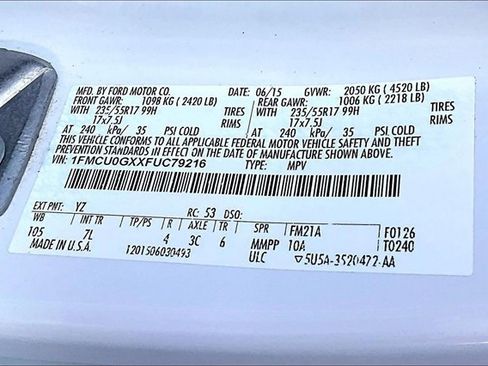 MFD. BY FORD MOTOR CO. DATE: 06/15 GVWR: 2050 KG (4520 LB)
FRONT GAWR: 1098 KG (2420 LB) REAR GAWR: 1006 KG (2218 LB)
WITH 235/55R17 99H TIRES WITH 235/55R17 99H TIRES
17x7.5J RIMS 17x7.5J RIMS
AT 240 kPa/ 35 PSI COLD AT 240 kPa/ 35 PSI COLD
THIS VEHICLE CONFORMS TO ALL APPLICABLE FEDERAL MOTOR VEHICLE SAFETY AND THEFT PREVENTION
STANDARDS IN EFFECT ON THE DATE OF MANUFACTURE SHOWN ABOVE.
VIN: 1FMCU0GXXFUC79216 TYPE: MPV
EXT PNT: YZ RC: 53 DSO:
WB INT TR TP/PS R AXLE TR SPR FM21A F0126
105 7L 4 3C 6 MMPP 10A T0240
MADE IN U.S.A. 1201506030493 ULC ▽5U5A-3520472-AA